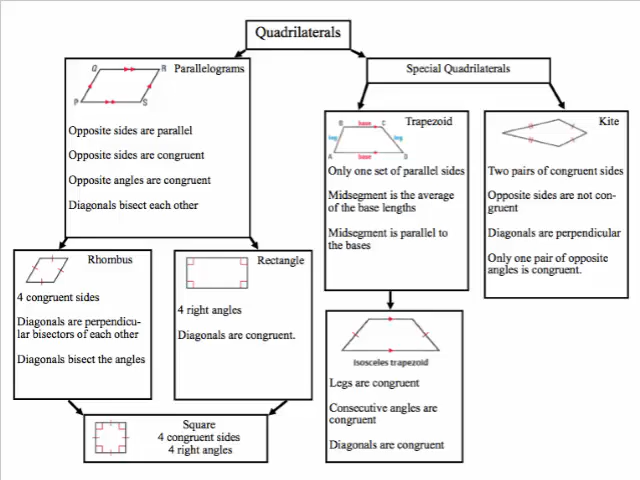 Quadrilaterals
Parallelograms
Q
R
P
S
Opposite sides are parallel
Opposite sides are congruent
Opposite angles are congruent
Diagonals bisect each other
Special Quadrilaterals
Trapezoid
B
base
C
leg
leg
A
base
D
Only one set of parallel sides
Midsegment is the average
of the base lengths
Midsegment is parallel to
the bases
Kite
Two pairs of congruent sides
Opposite sides are not con-
gruent
Diagonals are perpendicular
Only one pair of opposite
angles is congruent.
Rhombus
4 congruent sides
Diagonals are perpendicu-
lar bisectors of each other
Diagonals bisect the angles
Rectangle
4 right angles
Diagonals are congruent.
Isosceles trapezoid
Legs are congruent
Consecutive angles are
congruent
Diagonals are congruent
Square
4 congruent sides
4 right angles